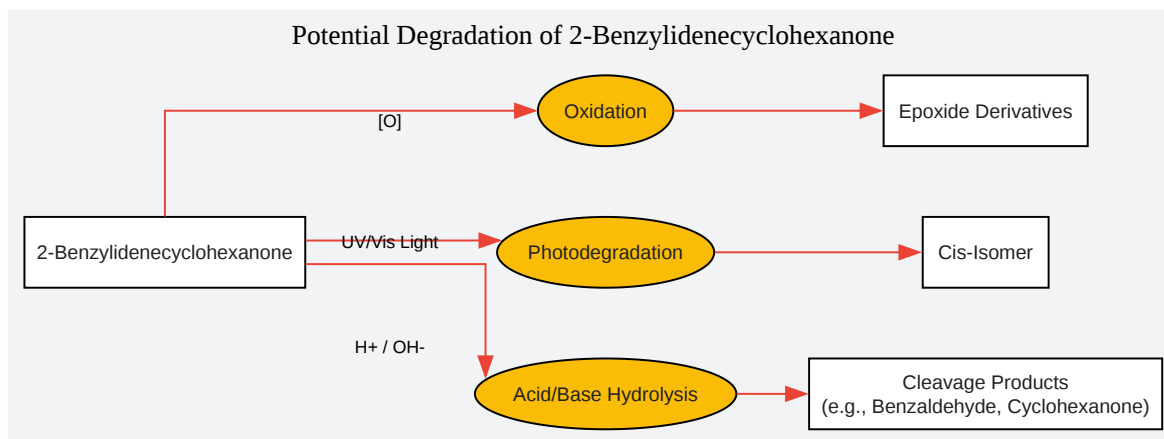 Potential Degradation of 2-Benzylidenecyclohexanone
[O]
Oxidation
Epoxide Derivatives
2-Benzylidenecyclohexanone
UV/Vis Light
Photodegradation
Cis-Isomer
H+ / OH-
Acid/Base Hydrolysis
Cleavage Products
(e.g., Benzaldehyde, Cyclohexanone)